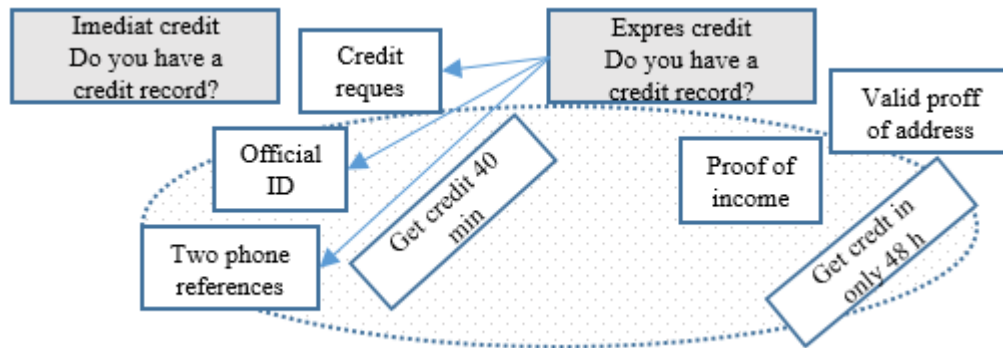 Imediat credit
Do you have a
credit record?
Credit
reques
Expres credit
Do you have a
credit record?
Valid proff
of address
Official
ID
Get credit 40
min
Proof of
income
Two phone
references
Get credt in
only 48 h